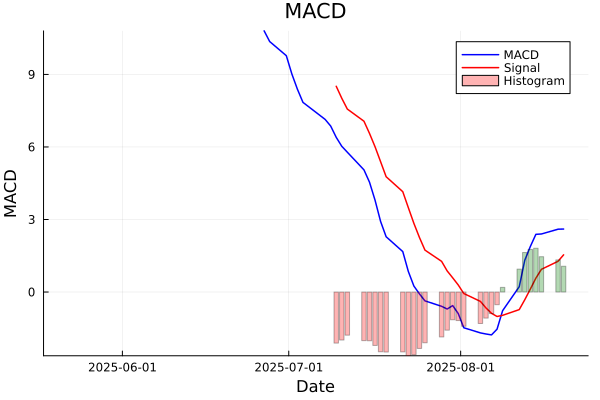 MACD
MACD
Signal
Histogram
9
6
3
0
MACD
2025-06-01
2025-07-01
2025-08-01
Date